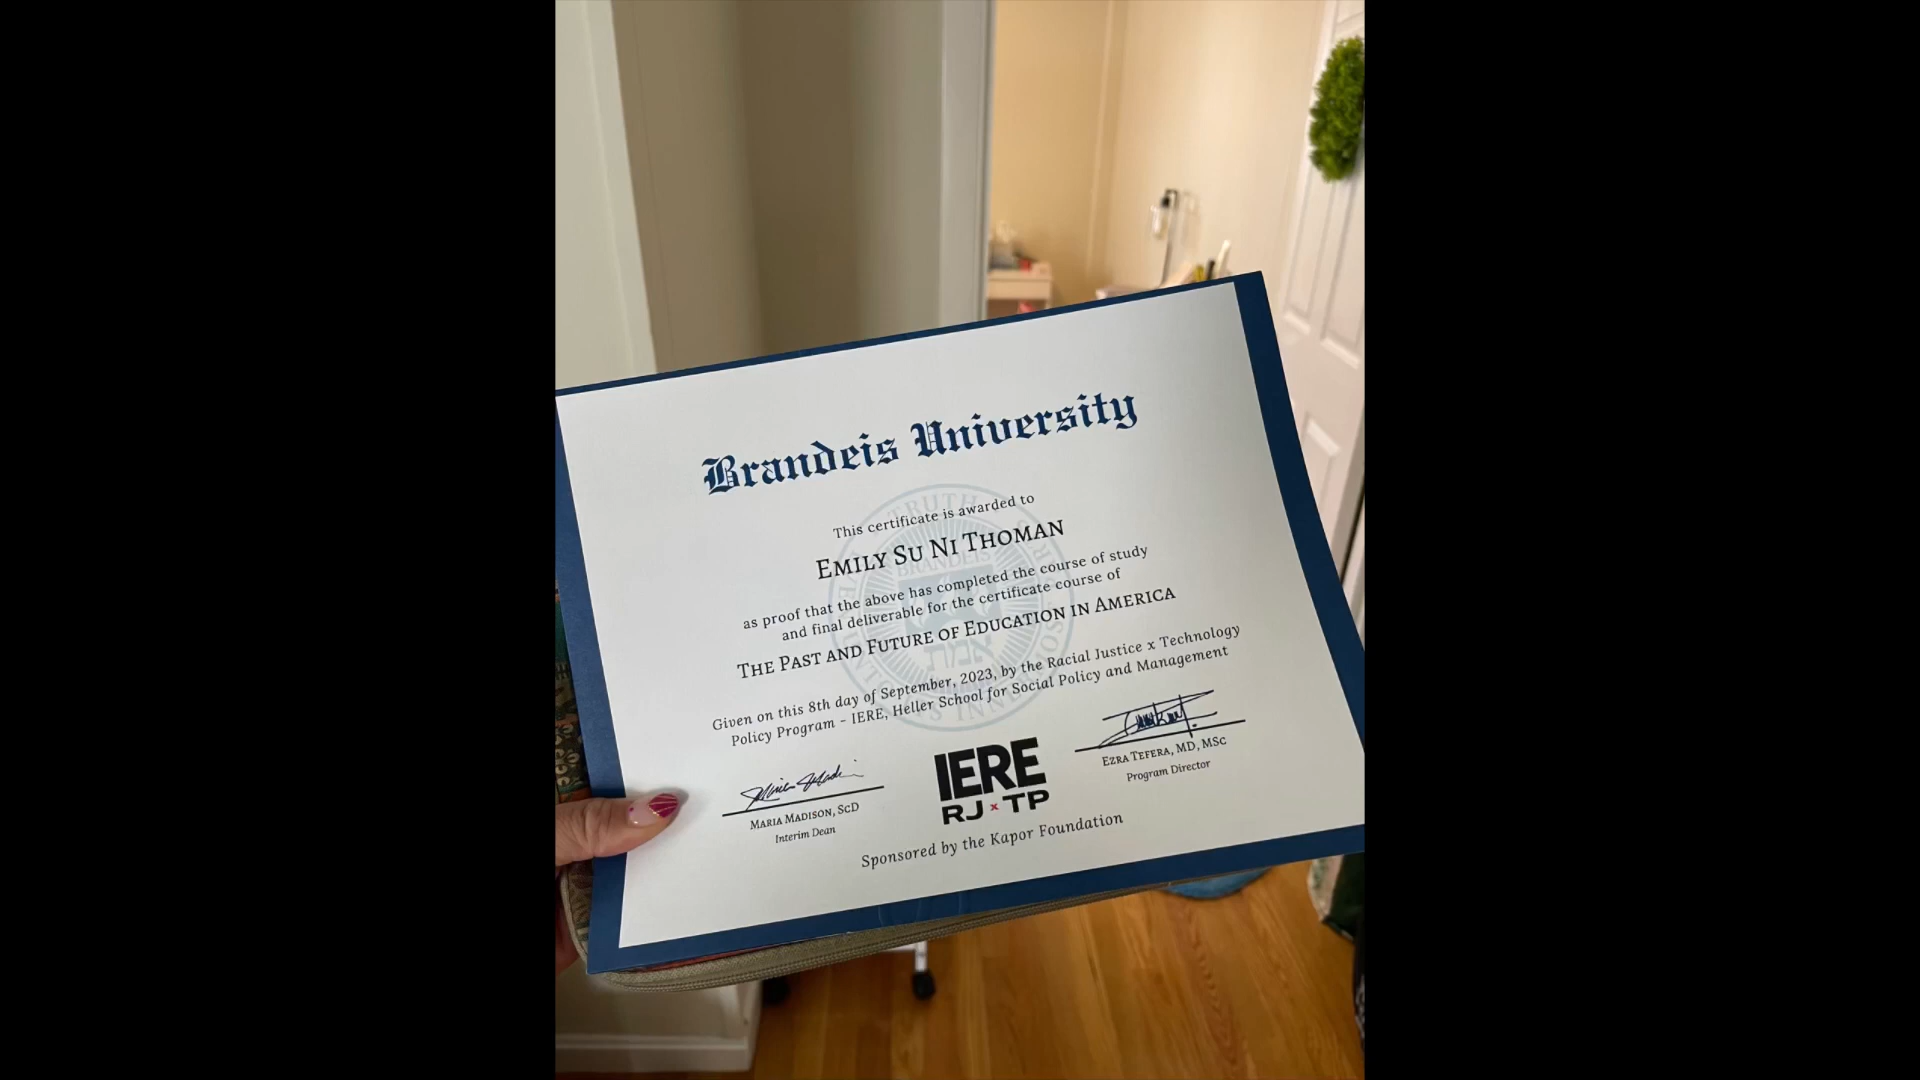 Brandeis University
This certificate is awarded to
EMILY SU NI THOMAN
as proof that the above has completed the course of study
and final deliverable for the certificate course of
THE PAST AND FUTURE OF EDUCATION IN AMERICA
Given on this 8th day of September, 2023, by the Racial Justice x Technology
Policy Program - IERE, Heller School for Social Policy and Management
MARIA MADISON, SCD
Interim Dean
IERE
RJ x TP
EZRA TEFERA, MD, MSC
Program Director
Sponsored by the Kapor Foundation
TRUTH
BRANDEIS
אמת